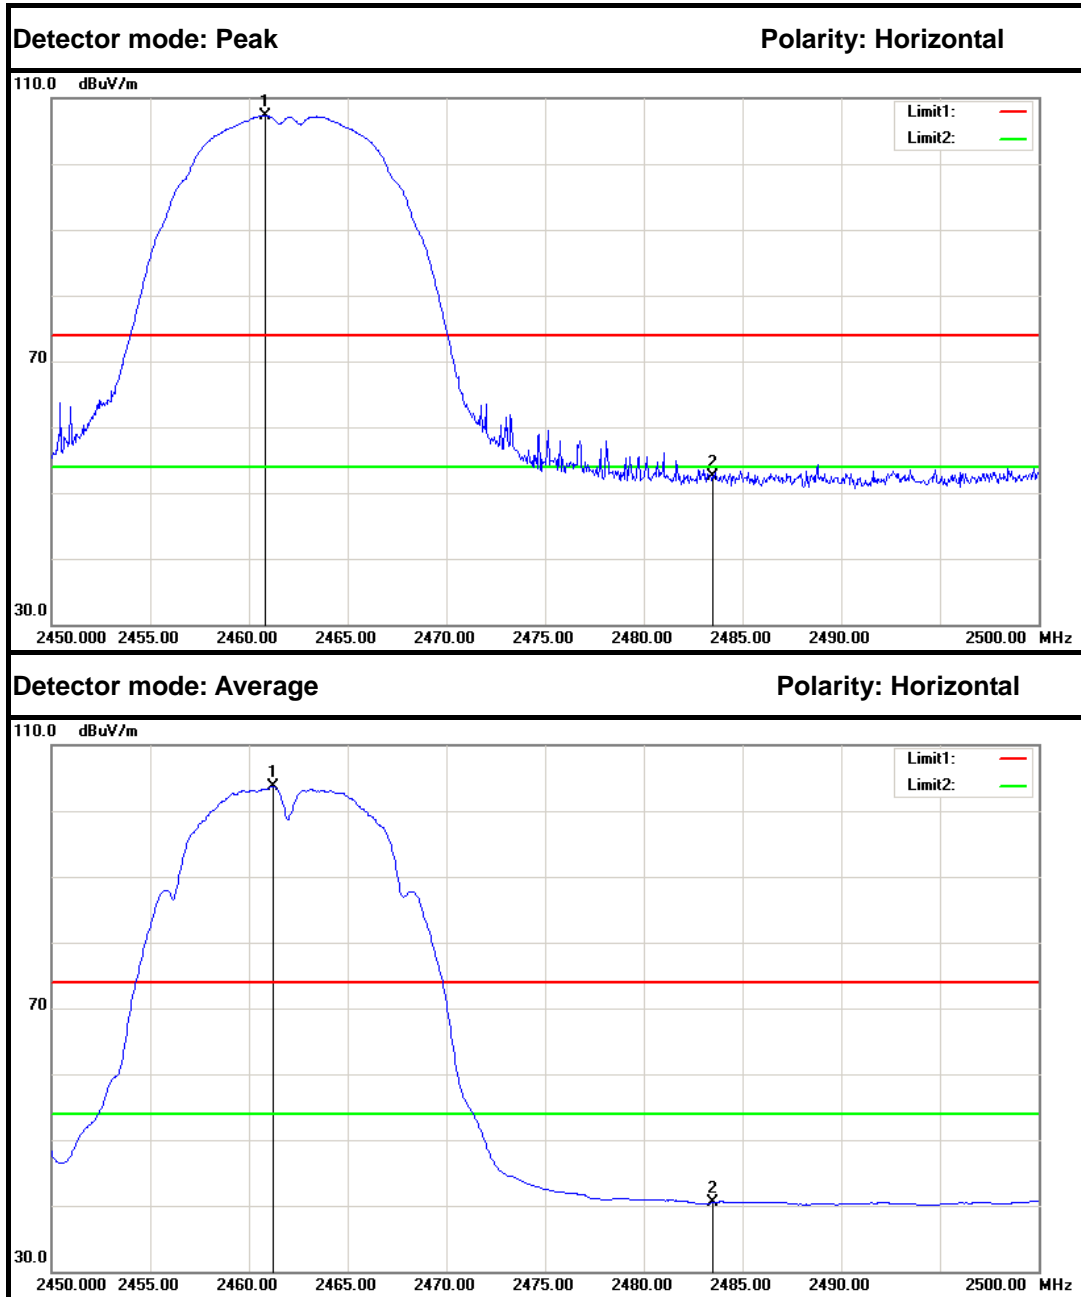 Detector mode: Peak Polarity: Horizontal
110.0 dBuV/m
1
Limit1:
Limit2:
70
2
30.0
2450.000 2455.00 2460.00 2465.00 2470.00 2475.00 2480.00 2485.00 2490.00 2500.00 MHz
Detector mode: Average Polarity: Horizontal
110.0 dBuV/m
1
Limit1:
Limit2:
70
2
30.0
2450.000 2455.00 2460.00 2465.00 2470.00 2475.00 2480.00 2485.00 2490.00 2500.00 MHz